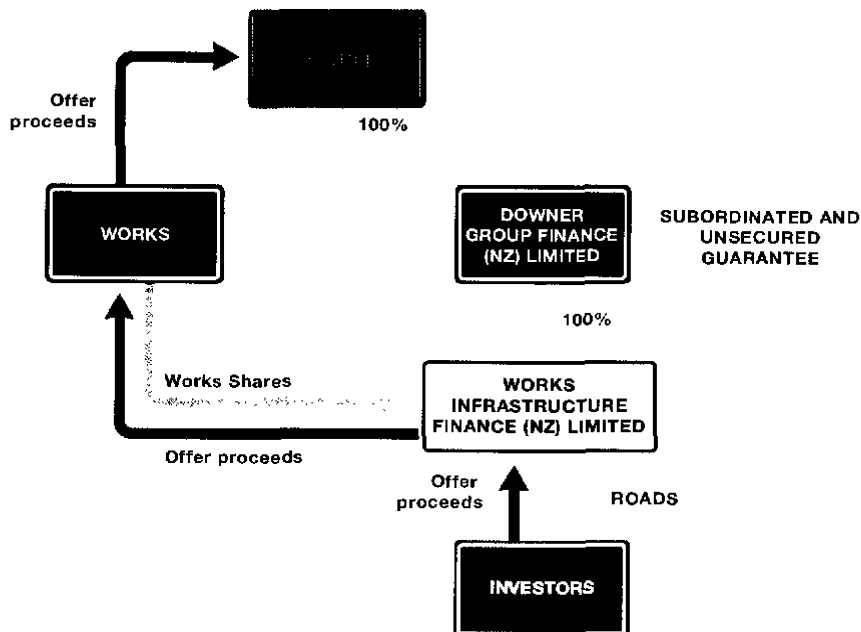 Offer
proceeds
100%
WORKS
DOWNER
GROUP FINANCE
(NZ) LIMITED
SUBORDINATED AND
UNSECURED
GUARANTEE
100%
Works Shares
WORKS
INFRASTRUCTURE
FINANCE (NZ) LIMITED
Offer proceeds
Offer
proceeds
ROADS
INVESTORS